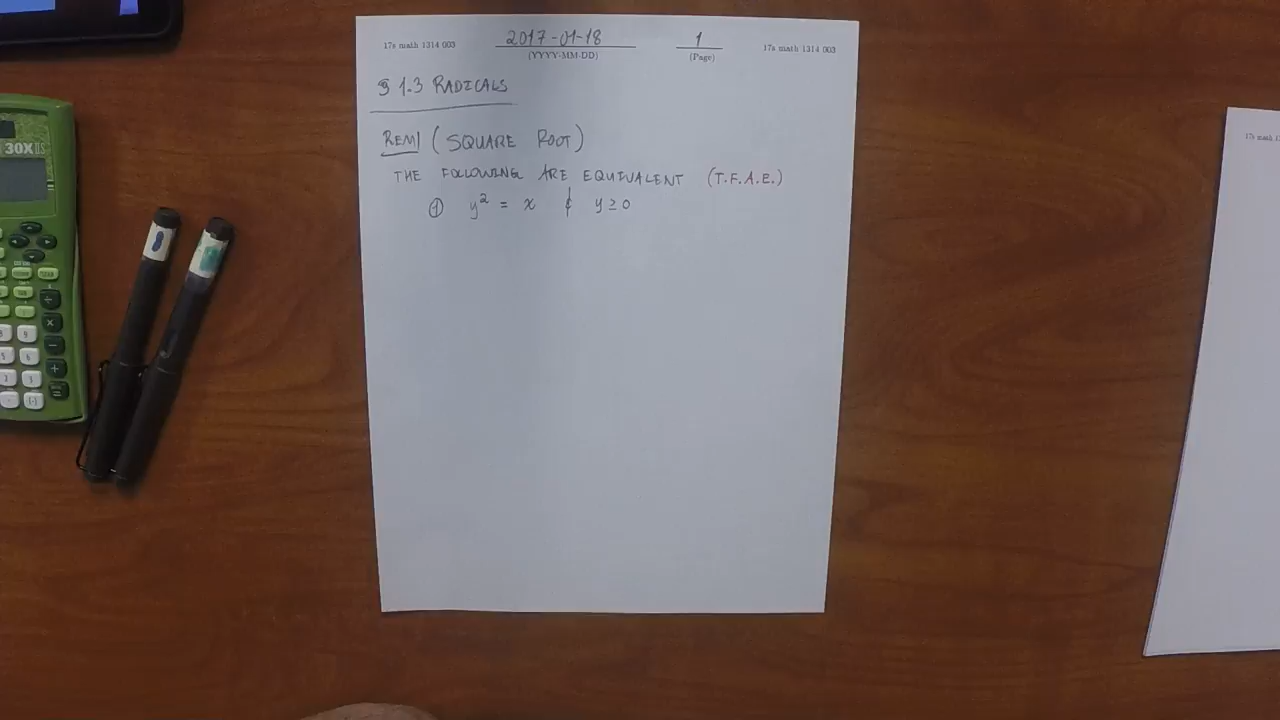 17s math 1314 003 2017-01-18 1 17s math 1314 003
(YYYY-MM-DD) (Page)
§ 1.3 RADICALS
REM (SQUARE ROOT)
THE FOLLOWING ARE EQUIVALENT (T.F.A.E.)
① y² = x & y ≥ 0
30X IIS